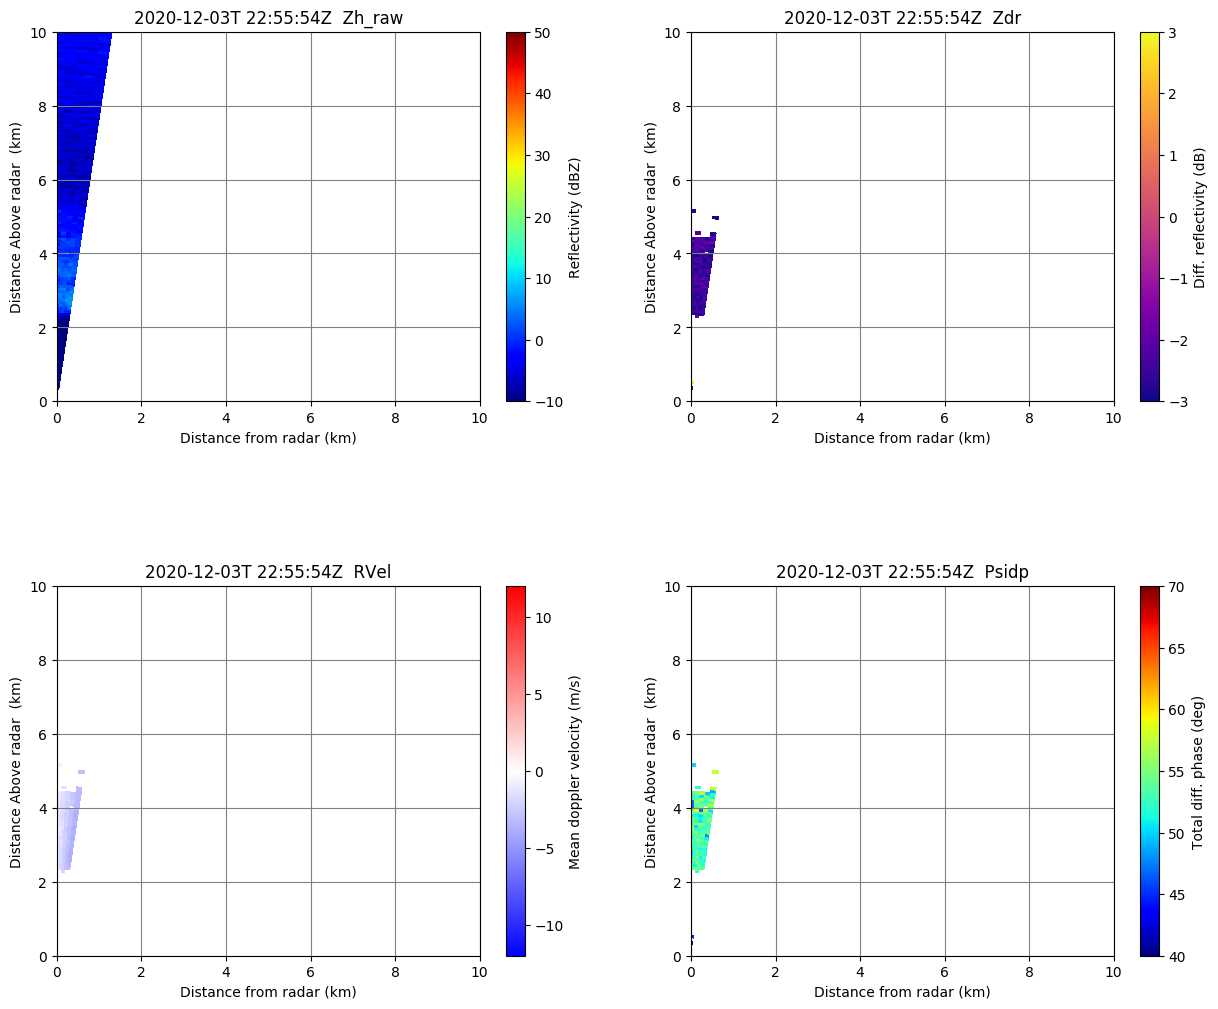 2020-12-03T 22:55:54Z  Zh_raw
10
8
6
4
2
0
Distance Above radar  (km)
0 2 4 6 8 10
Distance from radar (km)
50
40
30
20
10
0
−10
Reflectivity (dBZ)
2020-12-03T 22:55:54Z  Zdr
10
8
6
4
2
0
Distance Above radar  (km)
0 2 4 6 8 10
Distance from radar (km)
3
2
1
0
−1
−2
−3
Diff. reflectivity (dB)
2020-12-03T 22:55:54Z  RVel
10
8
6
4
2
0
Distance Above radar  (km)
0 2 4 6 8 10
Distance from radar (km)
10
5
0
−5
−10
Mean doppler velocity (m/s)
2020-12-03T 22:55:54Z  Psidp
10
8
6
4
2
0
Distance Above radar  (km)
0 2 4 6 8 10
Distance from radar (km)
70
65
60
55
50
45
40
Total diff. phase (deg)